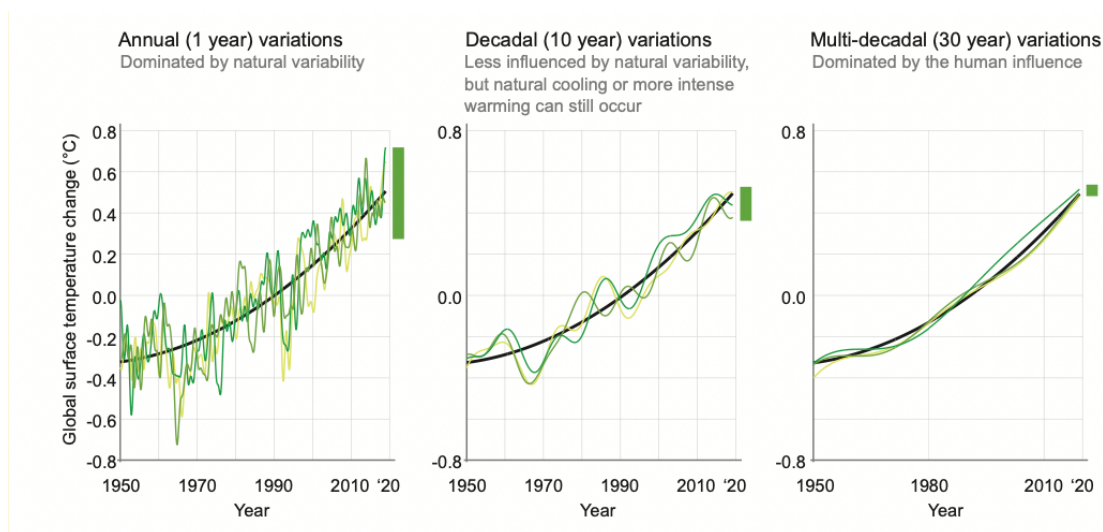 Annual (1 year) variations
Dominated by natural variability
Decadal (10 year) variations
Less influenced by natural variability,
but natural cooling or more intense
warming can still occur
Multi-decadal (30 year) variations
Dominated by the human influence
Global surface temperature change (°C)
0.8
0.6
0.4
0.2
0.0
-0.2
-0.4
-0.6
-0.8
1950 1970 1990 2010 ‘20
Year
0.8
0.0
-0.8
1950 1970 1990 2010 ‘20
Year
0.8
0.0
-0.8
1950 1980 2010 ‘20
Year